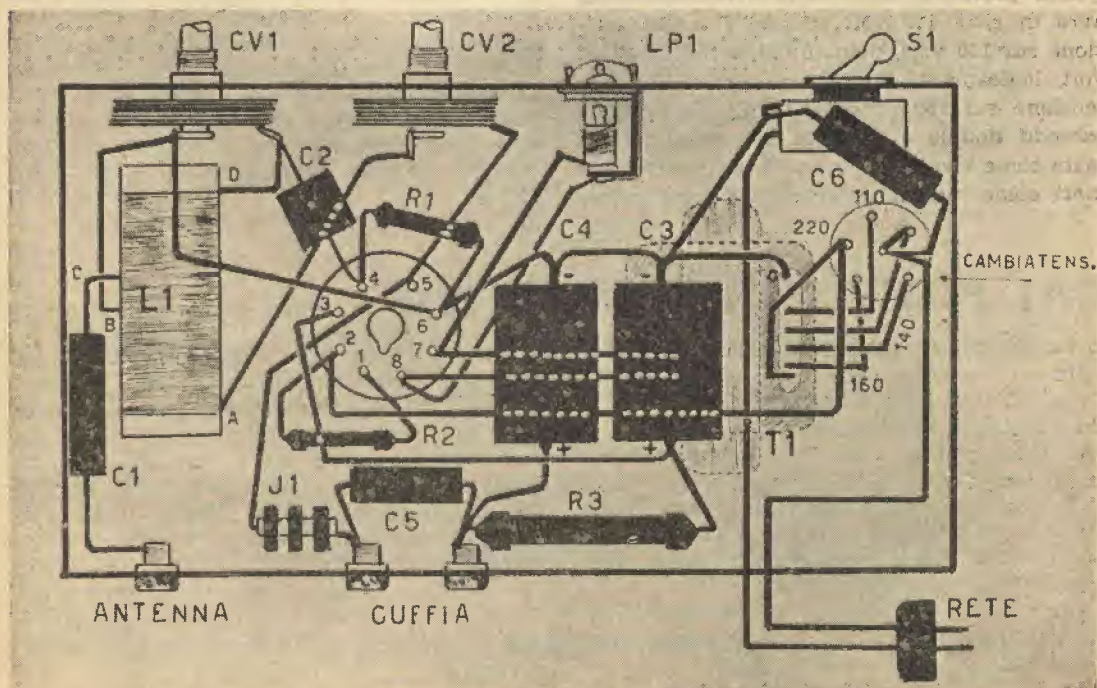 CV1
CV2
LP1
S1
C2
D
R1
C6
110
220
C4
C3
4
5
C
L1
B
3
6
CAMBIATENS.
2
7
1
8
140
160
A
R2
+
+
T1
C1
J1
C5
R3
ANTENNA
CUFFIA
RETE